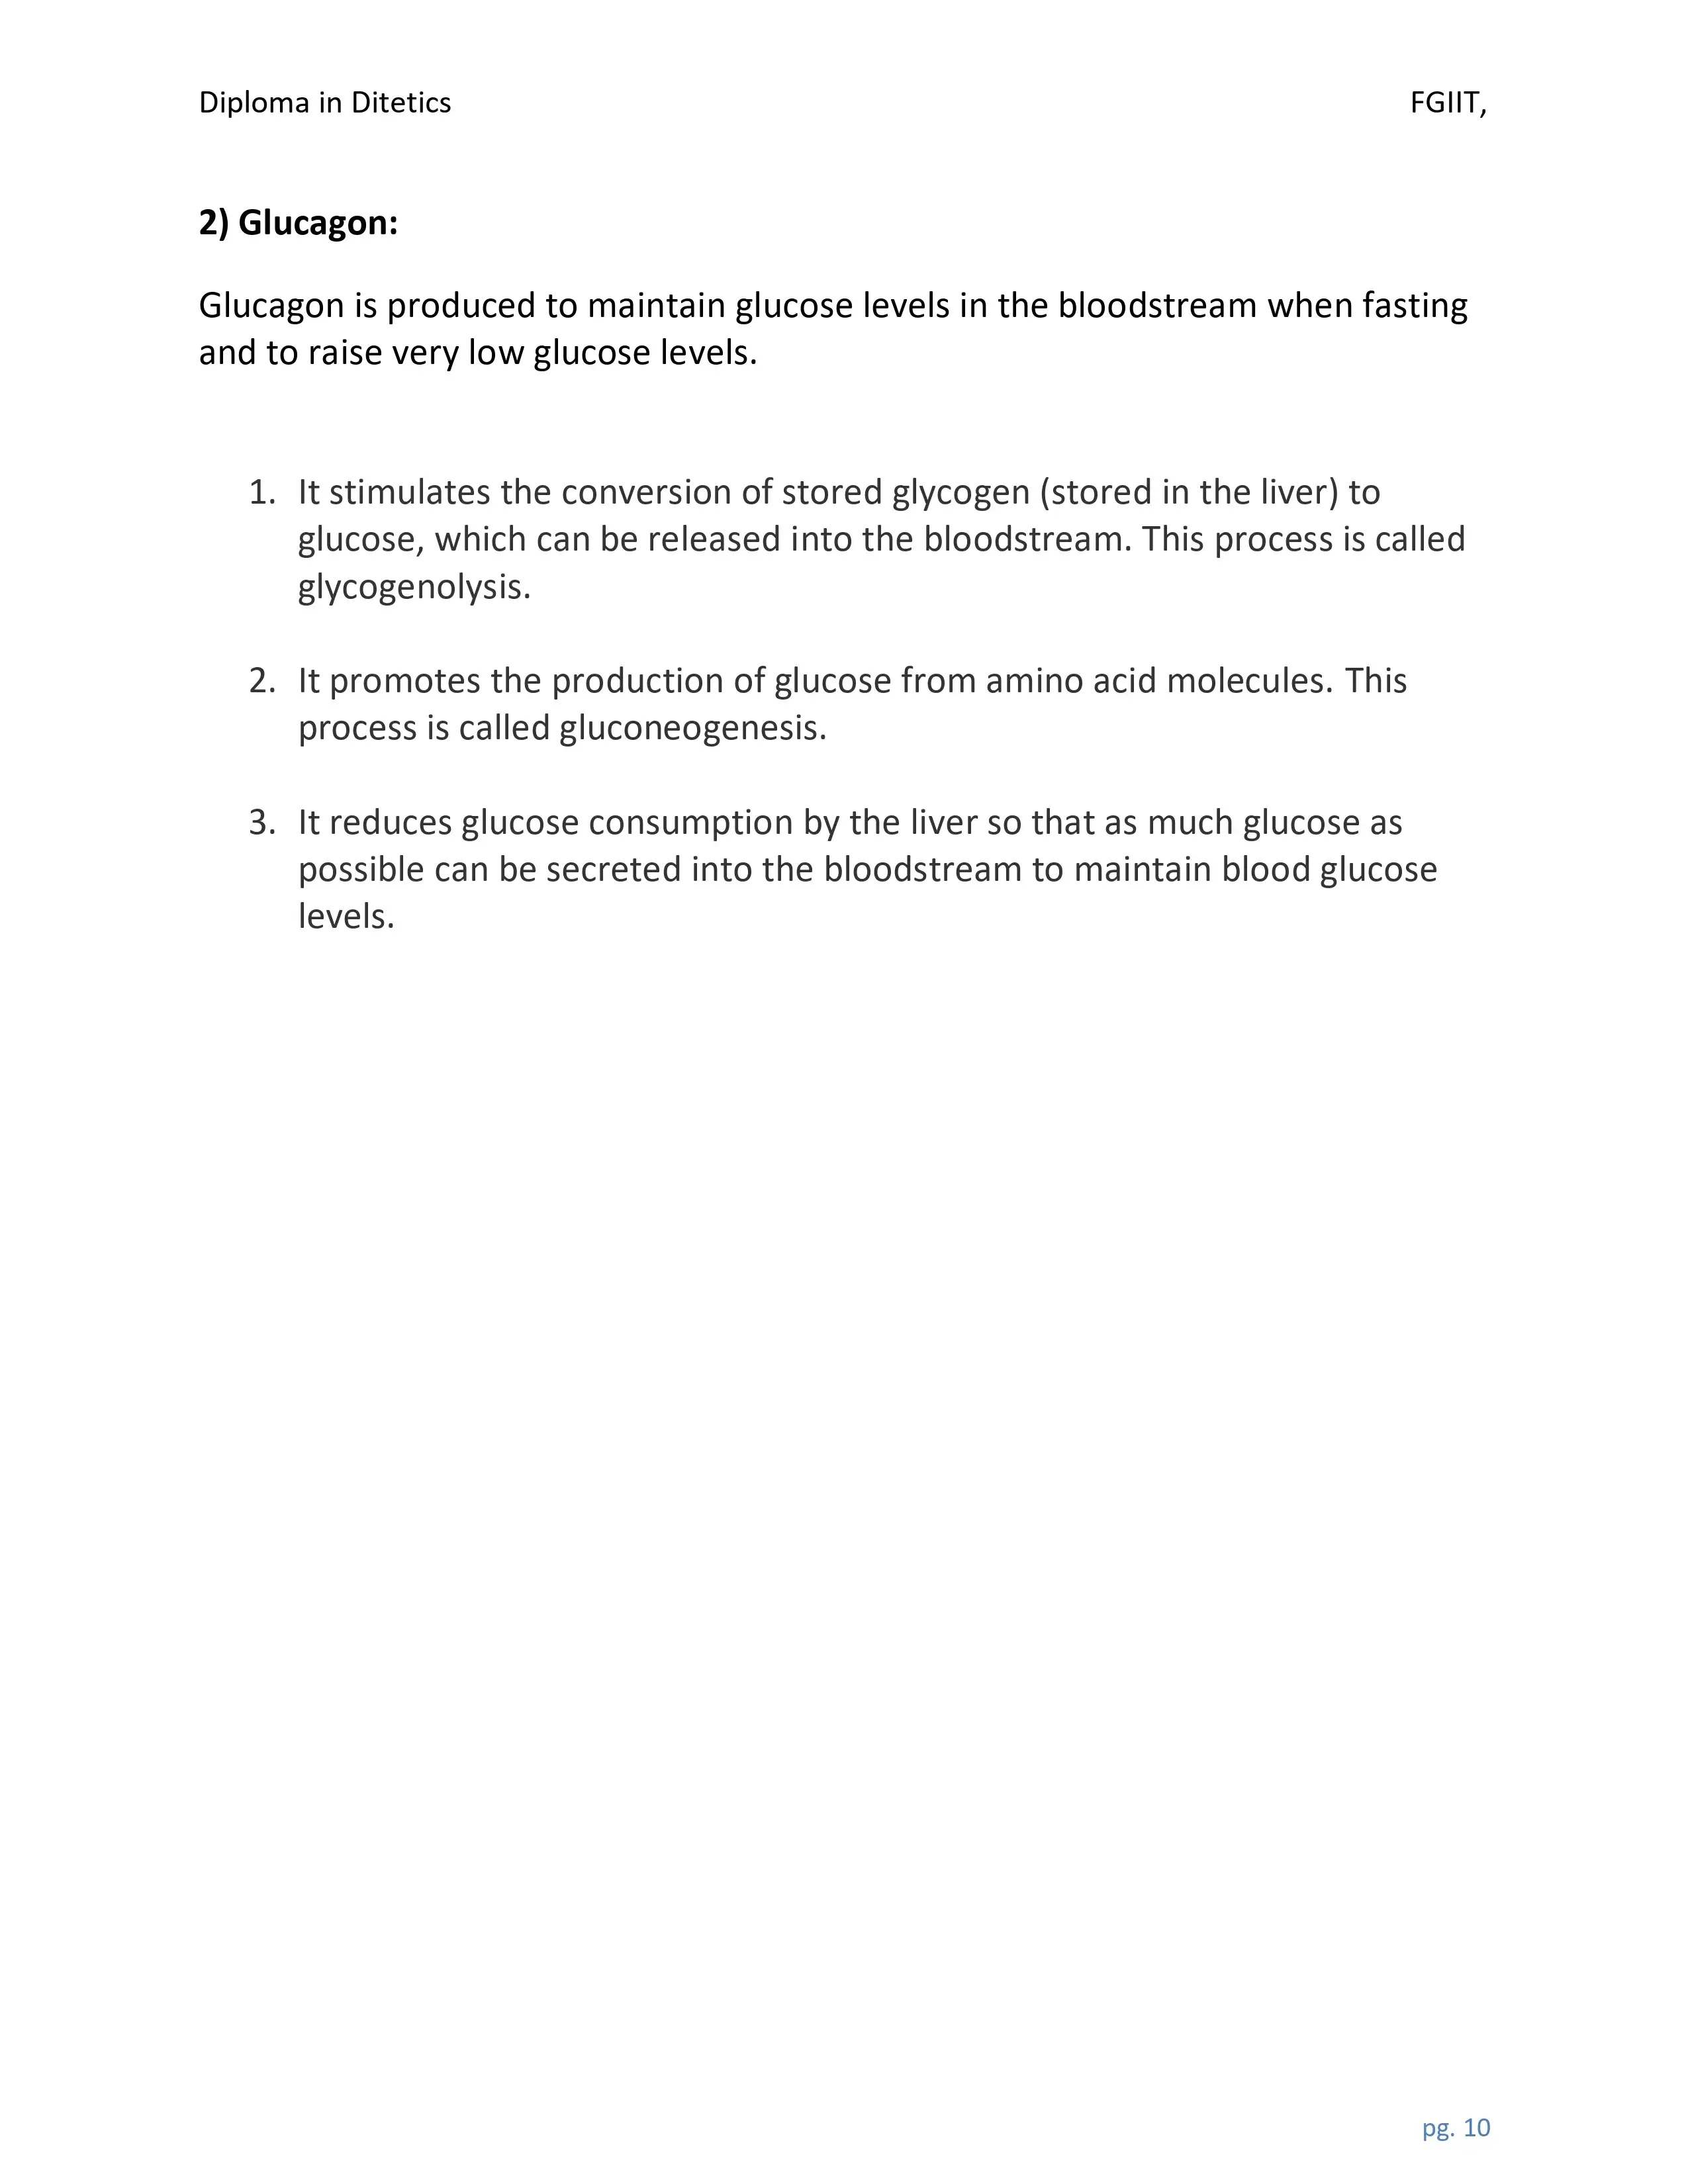 Diploma in Ditetics FGIIT,
2) Glucagon:
Glucagon is produced to maintain glucose levels in the bloodstream when fasting
and to raise very low glucose levels.
1. It stimulates the conversion of stored glycogen (stored in the liver) to
glucose, which can be released into the bloodstream. This process is called
glycogenolysis.
2. It promotes the production of glucose from amino acid molecules. This
process is called gluconeogenesis.
3. It reduces glucose consumption by the liver so that as much glucose as
possible can be secreted into the bloodstream to maintain blood glucose
levels.
pg. 10